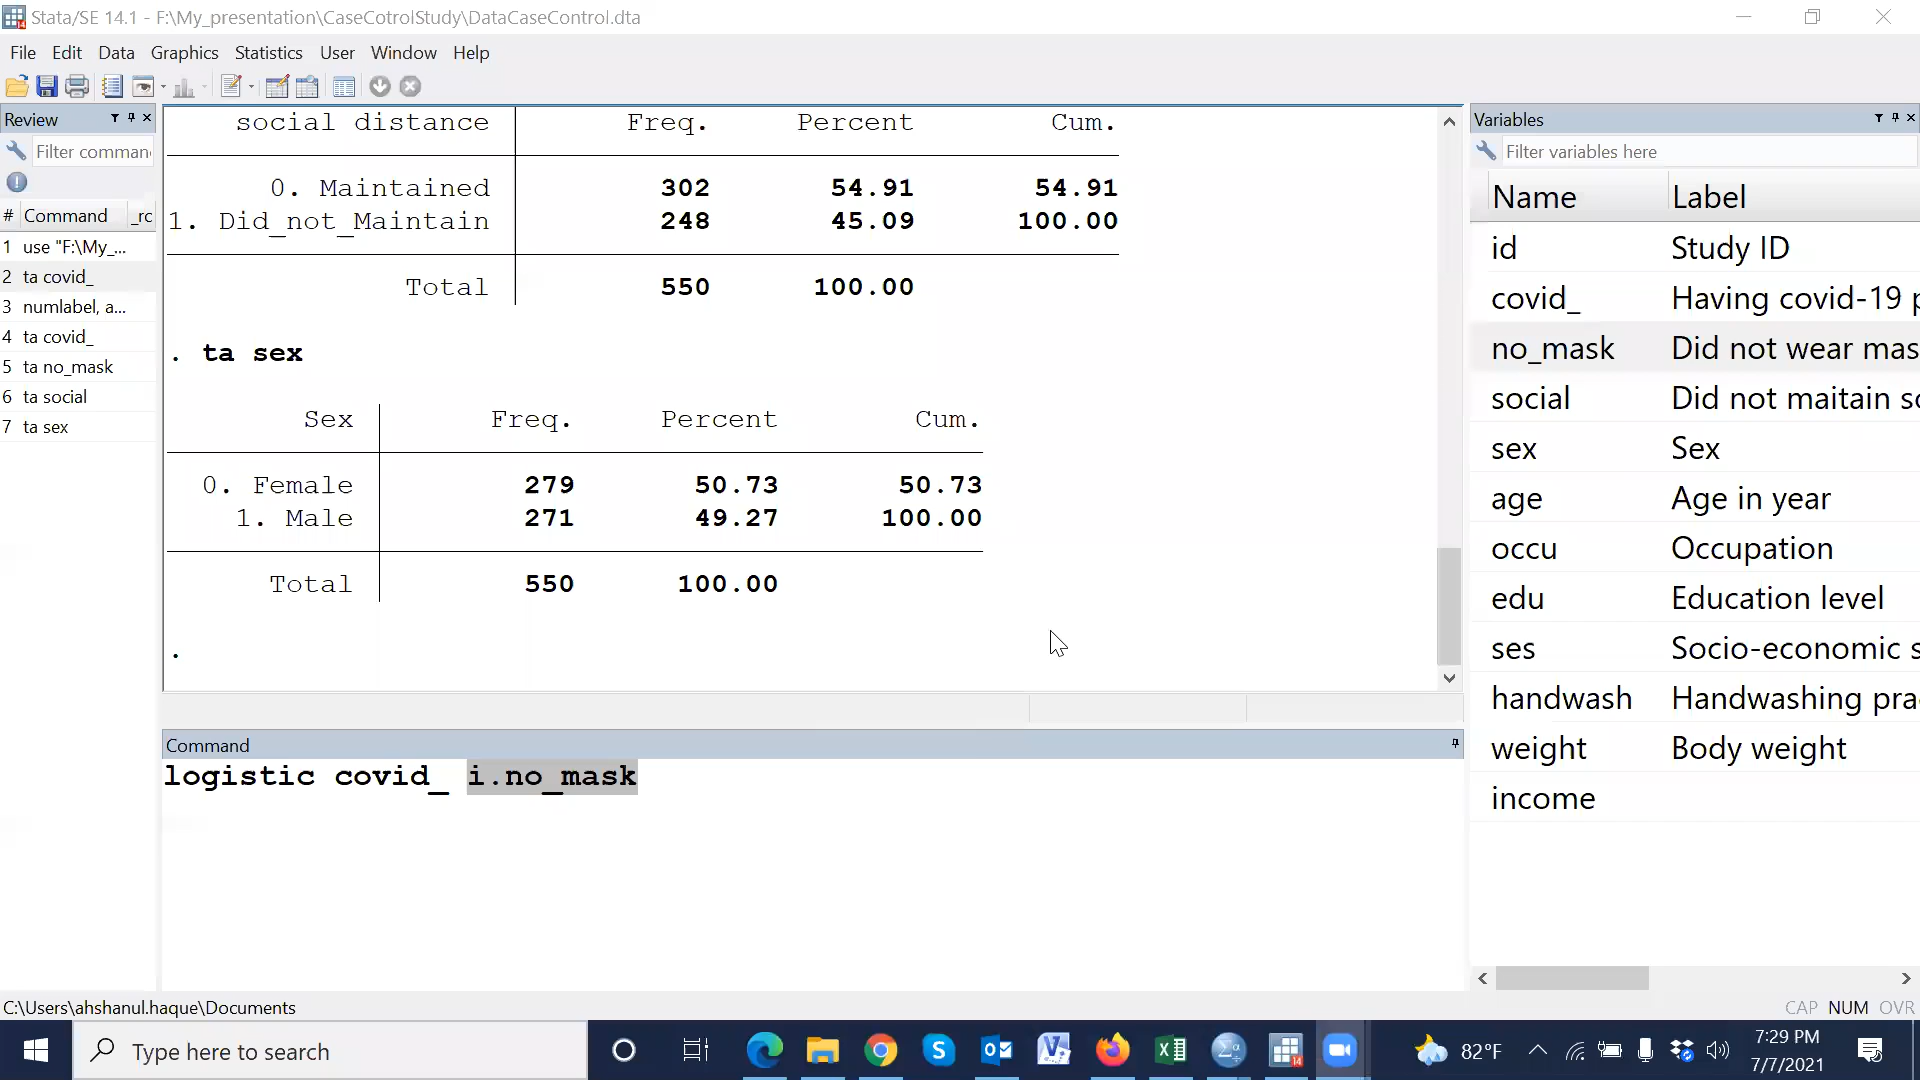 Stata/SE 14.1 - F:\My_presentation\CaseCotrolStudy\DataCaseControl.dta
File Edit Data Graphics Statistics User Window Help
Review
Filter comman
# Command _rc
1 use "F:\My_...
2 ta covid_
3 numlabel, a...
4 ta covid_
5 ta no_mask
6 ta social
7 ta sex
social distance Freq. Percent Cum.
0. Maintained 302 54.91 54.91
1. Did_not_Maintain 248 45.09 100.00
Total 550 100.00
. ta sex
Sex Freq. Percent Cum.
0. Female 279 50.73 50.73
1. Male 271 49.27 100.00
Total 550 100.00
.
Command
logistic covid_ i.no_mask
Variables
Filter variables here
Name Label
id Study ID
covid_ Having covid-19 p
no_mask Did not wear mas
social Did not maitain so
sex Sex
age Age in year
occu Occupation
edu Education level
ses Socio-economic s
handwash Handwashing pra
weight Body weight
income
C:\Users\ahshanul.haque\Documents
CAP NUM OVR
Type here to search
82°F
7:29 PM
7/7/2021